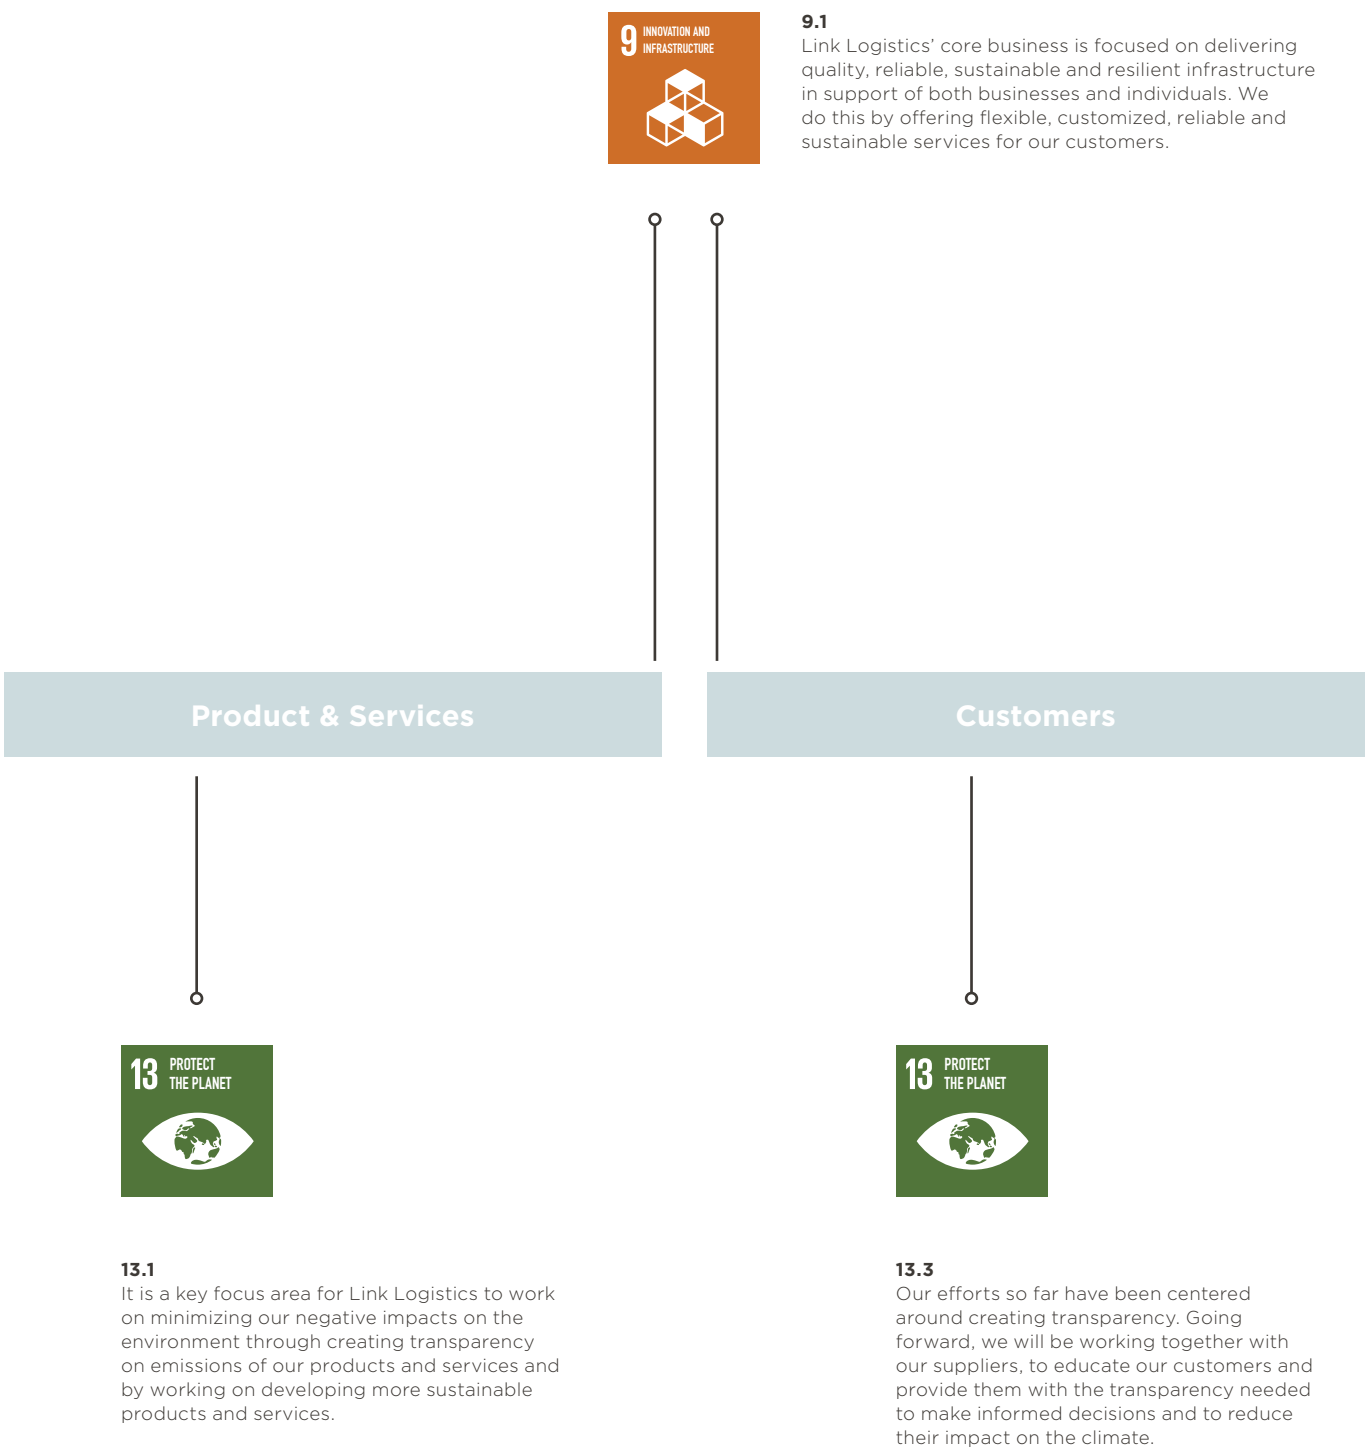 9 INNOVATION AND
INFRASTRUCTURE
9.1
Link Logistics’ core business is focused on delivering
quality, reliable, sustainable and resilient infrastructure
in support of both businesses and individuals. We
do this by offering flexible, customized, reliable and
sustainable services for our customers.
Product & Services
Customers
13 PROTECT
THE PLANET
13.1
It is a key focus area for Link Logistics to work
on minimizing our negative impacts on the
environment through creating transparency
on emissions of our products and services and
by working on developing more sustainable
products and services.
13 PROTECT
THE PLANET
13.3
Our efforts so far have been centered
around creating transparency. Going
forward, we will be working together with
our suppliers, to educate our customers and
provide them with the transparency needed
to make informed decisions and to reduce
their impact on the climate.